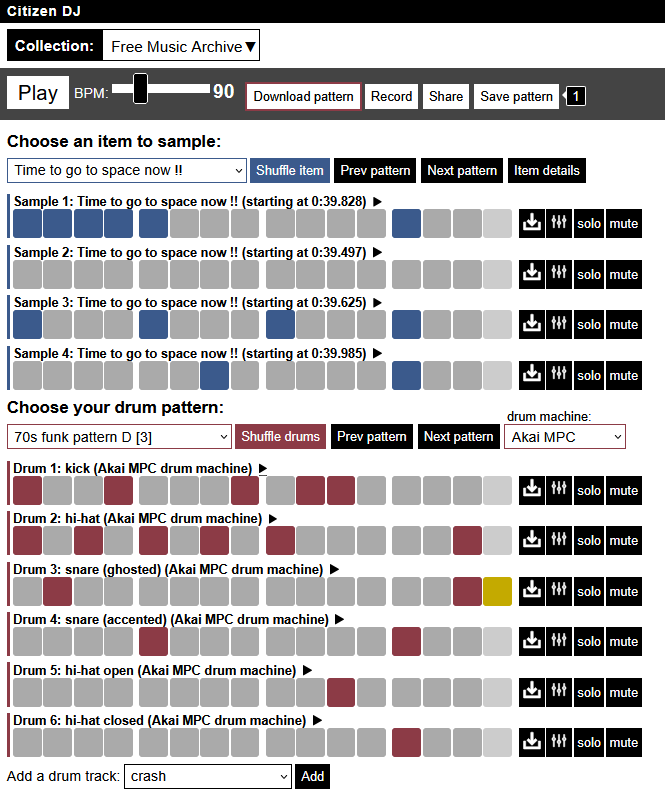 Citizen DJ
Collection: Free Music Archive
Play BPM: 90 Download pattern Record Share Save pattern 1
Choose an item to sample:
Time to go to space now !! Shuffle item Prev pattern Next pattern Item details
Sample 1: Time to go to space now !! (starting at 0:39.828)
solo mute
Sample 2: Time to go to space now !! (starting at 0:39.497)
solo mute
Sample 3: Time to go to space now !! (starting at 0:39.625)
solo mute
Sample 4: Time to go to space now !! (starting at 0:39.985)
solo mute
Choose your drum pattern:
drum machine:
70s funk pattern D [3] Shuffle drums Prev pattern Next pattern Akai MPC
Drum 1: kick (Akai MPC drum machine)
solo mute
Drum 2: hi-hat (Akai MPC drum machine)
solo mute
Drum 3: snare (ghosted) (Akai MPC drum machine)
solo mute
Drum 4: snare (accented) (Akai MPC drum machine)
solo mute
Drum 5: hi-hat open (Akai MPC drum machine)
solo mute
Drum 6: hi-hat closed (Akai MPC drum machine)
solo mute
Add a drum track: crash Add